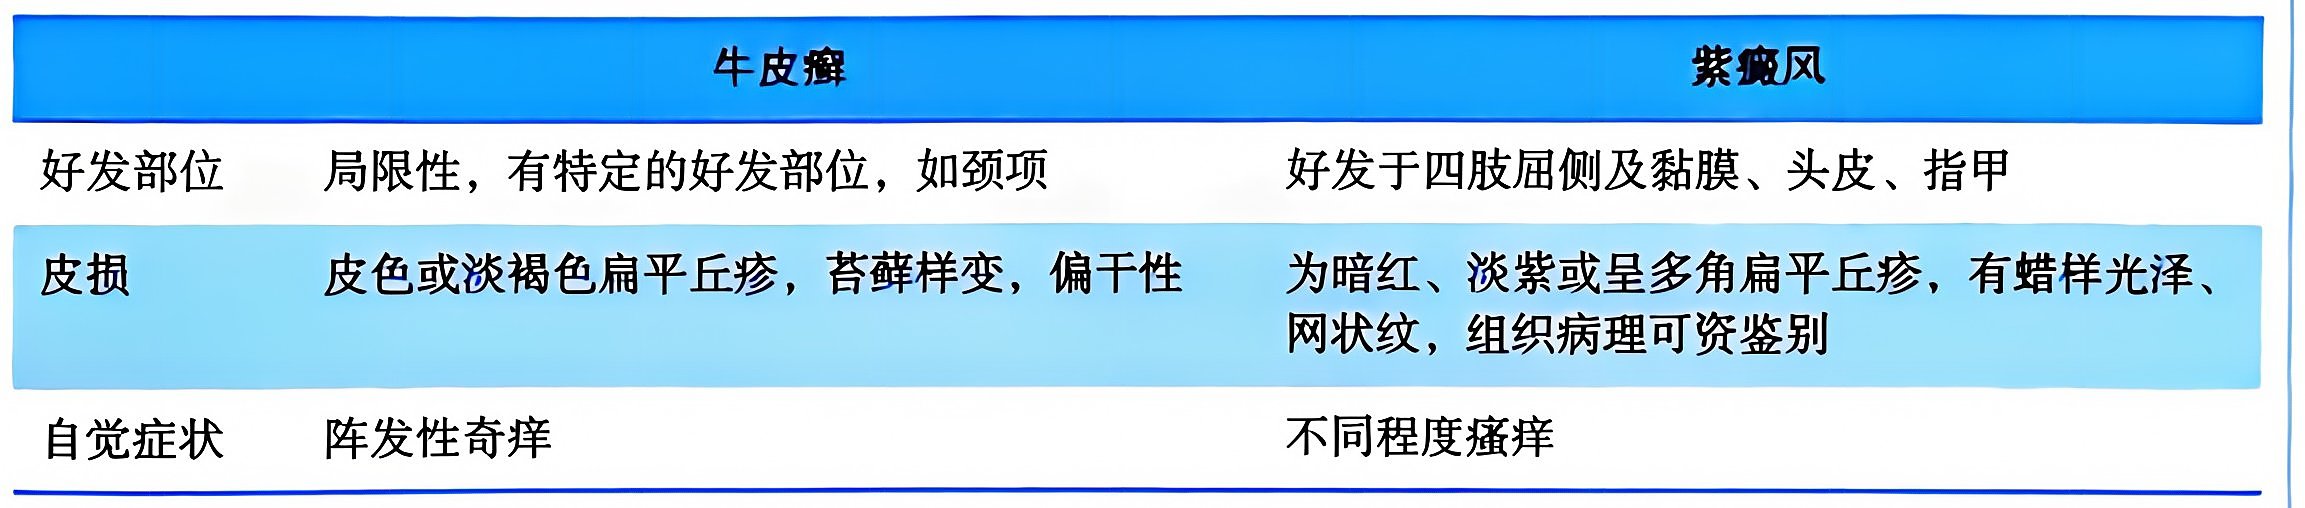 牛皮癣 紫癜风
好发部位 局限性，有特定的好发部位，如颈项 好发于四肢屈侧及黏膜、头皮、指甲
皮损 皮色或淡褐色扁平丘疹，苔藓样变，偏干性 为暗红、淡紫或呈多角扁平丘疹，有蜡样光泽、
网状纹，组织病理可资鉴别
自觉症状 阵发性奇痒 不同程度瘙痒